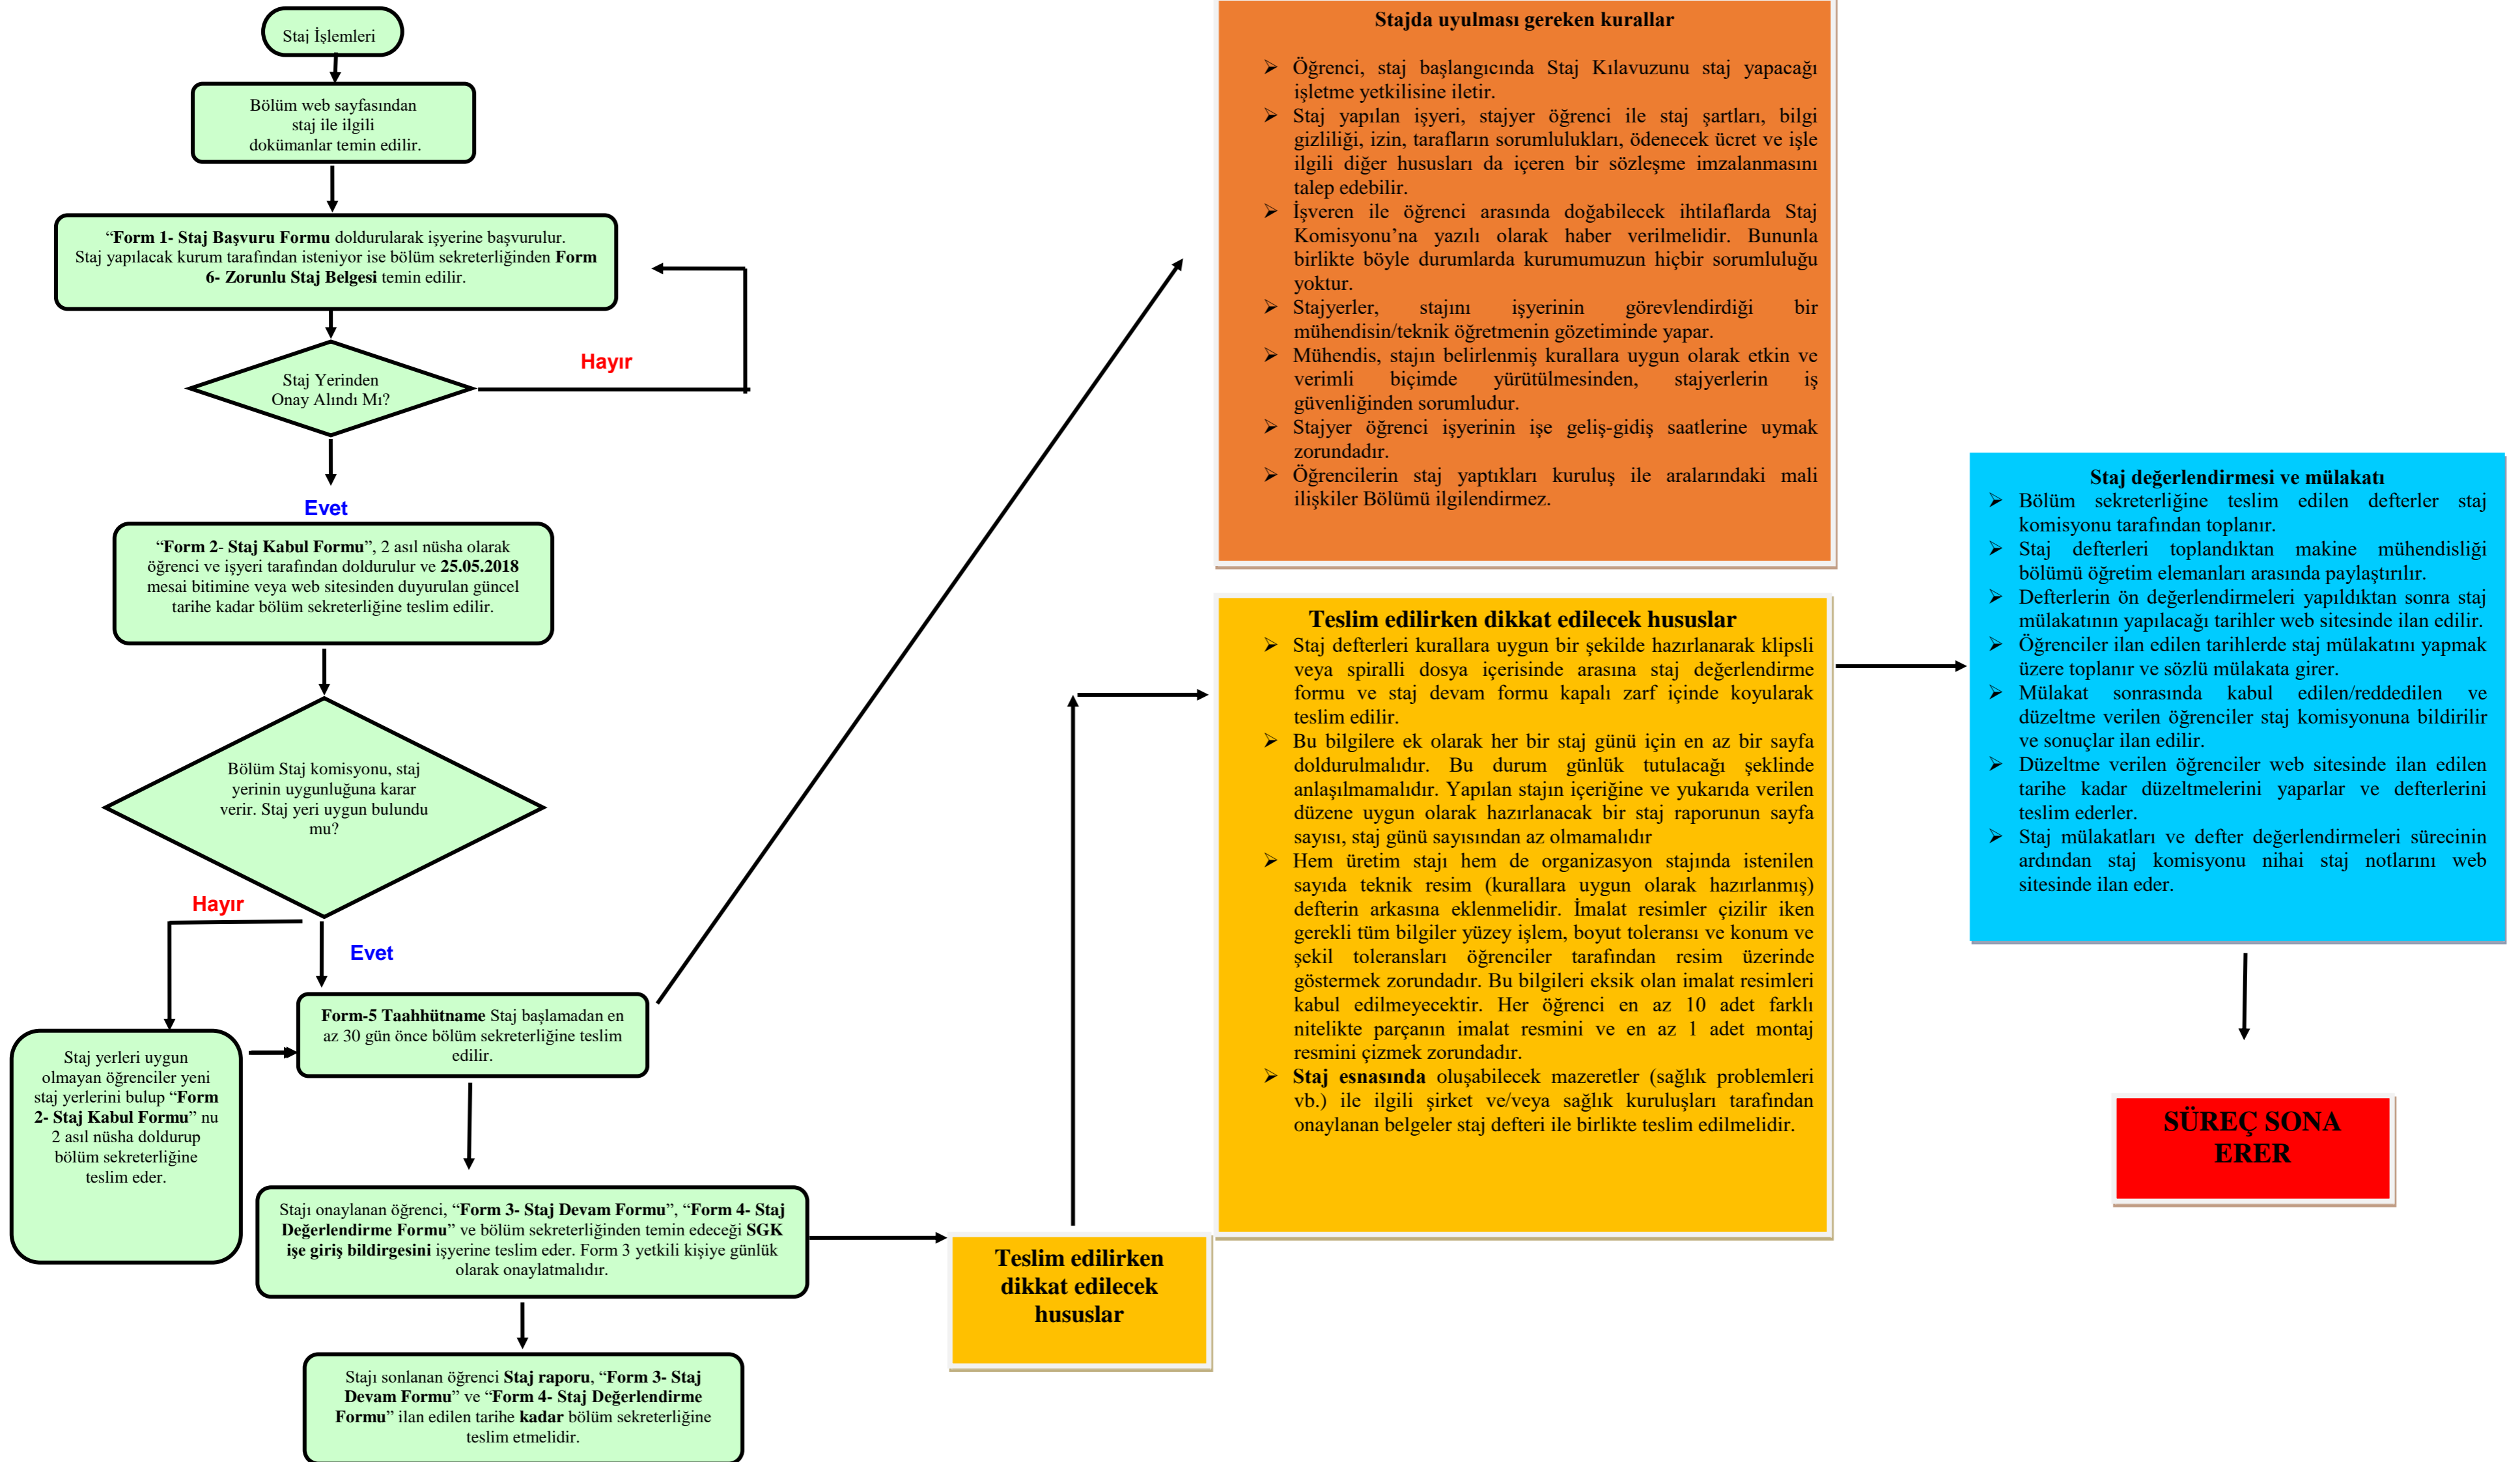 Staj İşlemleri
Bölüm web sayfasından
staj ile ilgili
dokümanlar temin edilir.
“Form 1- Staj Başvuru Formu doldurularak işyerine başvurulur.
Staj yapılacak kurum tarafından isteniyor ise bölüm sekreterliğinden Form
6- Zorunlu Staj Belgesi temin edilir.
Hayır
Staj Yerinden
Onay Alındı Mı?
Evet
“Form 2- Staj Kabul Formu”, 2 asıl nüsha olarak
öğrenci ve işyeri tarafından doldurulur ve 25.05.2018
mesai bitimine veya web sitesinden duyurulan güncel
tarihe kadar bölüm sekreterliğine teslim edilir.
Bölüm Staj komisyonu, staj
yerinin uygunluğuna karar
verir. Staj yeri uygun bulundu
mu?
Hayır
Evet
Form-5 Taahhütname Staj başlamadan en
az 30 gün önce bölüm sekreterliğine teslim
edilir.
Staj yerleri uygun
olmayan öğrenciler yeni
staj yerlerini bulup “Form
2- Staj Kabul Formu” nu
2 asıl nüsha doldurup
bölüm sekreterliğine
teslim eder.
Stajı onaylanan öğrenci, “Form 3- Staj Devam Formu”, “Form 4- Staj
Değerlendirme Formu” ve bölüm sekreterliğinden temin edeceği SGK
işe giriş bildirgesini işyerine teslim eder. Form 3 yetkili kişiye günlük
olarak onaylatmalıdır.
Stajı sonlanan öğrenci Staj raporu, “Form 3- Staj
Devam Formu” ve “Form 4- Staj Değerlendirme
Formu” ilan edilen tarihe kadar bölüm sekreterliğine
teslim etmelidir.
Teslim edilirken
dikkat edilecek
hususlar
Stajda uyulması gereken kurallar
➢ Öğrenci, staj başlangıcında Staj Kılavuzunu staj yapacağı
işletme yetkilisine iletir.
➢ Staj yapılan işyeri, stajyer öğrenci ile staj şartları, bilgi
gizliliği, izin, tarafların sorumlulukları, ödenecek ücret ve işle
ilgili diğer hususları da içeren bir sözleşme imzalanmasını
talep edebilir.
➢ İşveren ile öğrenci arasında doğabilecek ihtilaflarda Staj
Komisyonu’na yazılı olarak haber verilmelidir. Bununla
birlikte böyle durumlarda kurumumuzun hiçbir sorumluluğu
yoktur.
➢ Stajyerler, stajını işyerinin görevlendirdiği bir
mühendisin/teknik öğretmenin gözetiminde yapar.
➢ Mühendis, stajın belirlenmiş kurallara uygun olarak etkin ve
verimli biçimde yürütülmesinden, stajyerlerin iş
güvenliğinden sorumludur.
➢ Stajyer öğrenci işyerinin işe geliş-gidiş saatlerine uymak
zorundadır.
➢ Öğrencilerin staj yaptıkları kuruluş ile aralarındaki mali
ilişkiler Bölümü ilgilendirmez.
Teslim edilirken dikkat edilecek hususlar
➢ Staj defterleri kurallara uygun bir şekilde hazırlanarak klipsli
veya spiralli dosya içerisinde arasına staj değerlendirme
formu ve staj devam formu kapalı zarf içinde koyularak
teslim edilir.
➢ Bu bilgilere ek olarak her bir staj günü için en az bir sayfa
doldurulmalıdır. Bu durum günlük tutulacağı şeklinde
anlaşılmamalıdır. Yapılan stajın içeriğine ve yukarıda verilen
düzene uygun olarak hazırlanacak bir staj raporunun sayfa
sayısı, staj günü sayısından az olmamalıdır
➢ Hem üretim stajı hem de organizasyon stajında istenilen
sayıda teknik resim (kurallara uygun olarak hazırlanmış)
defterin arkasına eklenmelidir. İmalat resimler çizilir iken
gerekli tüm bilgiler yüzey işlem, boyut toleransı ve konum ve
şekil toleransları öğrenciler tarafından resim üzerinde
göstermek zorundadır. Bu bilgileri eksik olan imalat resimleri
kabul edilmeyecektir. Her öğrenci en az 10 adet farklı
nitelikte parçanın imalat resmini ve en az 1 adet montaj
resmini çizmek zorundadır.
➢ Staj esnasında oluşabilecek mazeretler (sağlık problemleri
vb.) ile ilgili şirket ve/veya sağlık kuruluşları tarafından
onaylanan belgeler staj defteri ile birlikte teslim edilmelidir.
Staj değerlendirmesi ve mülakatı
➢ Bölüm sekreterliğine teslim edilen defterler staj
komisyonu tarafından toplanır.
➢ Staj defterleri toplandıktan makine mühendisliği
bölümü öğretim elemanları arasında paylaştırılır.
➢ Defterlerin ön değerlendirmeleri yapıldıktan sonra staj
mülakatının yapılacağı tarihler web sitesinde ilan edilir.
➢ Öğrenciler ilan edilen tarihlerde staj mülakatını yapmak
üzere toplanır ve sözlü mülakata girer.
➢ Mülakat sonrasında kabul edilen/reddedilen ve
düzeltme verilen öğrenciler staj komisyonuna bildirilir
ve sonuçlar ilan edilir.
➢ Düzeltme verilen öğrenciler web sitesinde ilan edilen
tarihe kadar düzeltmelerini yaparlar ve defterlerini
teslim ederler.
➢ Staj mülakatları ve defter değerlendirmeleri sürecinin
ardından staj komisyonu nihai staj notlarını web
sitesinde ilan eder.
SÜREÇ SONA
ERER